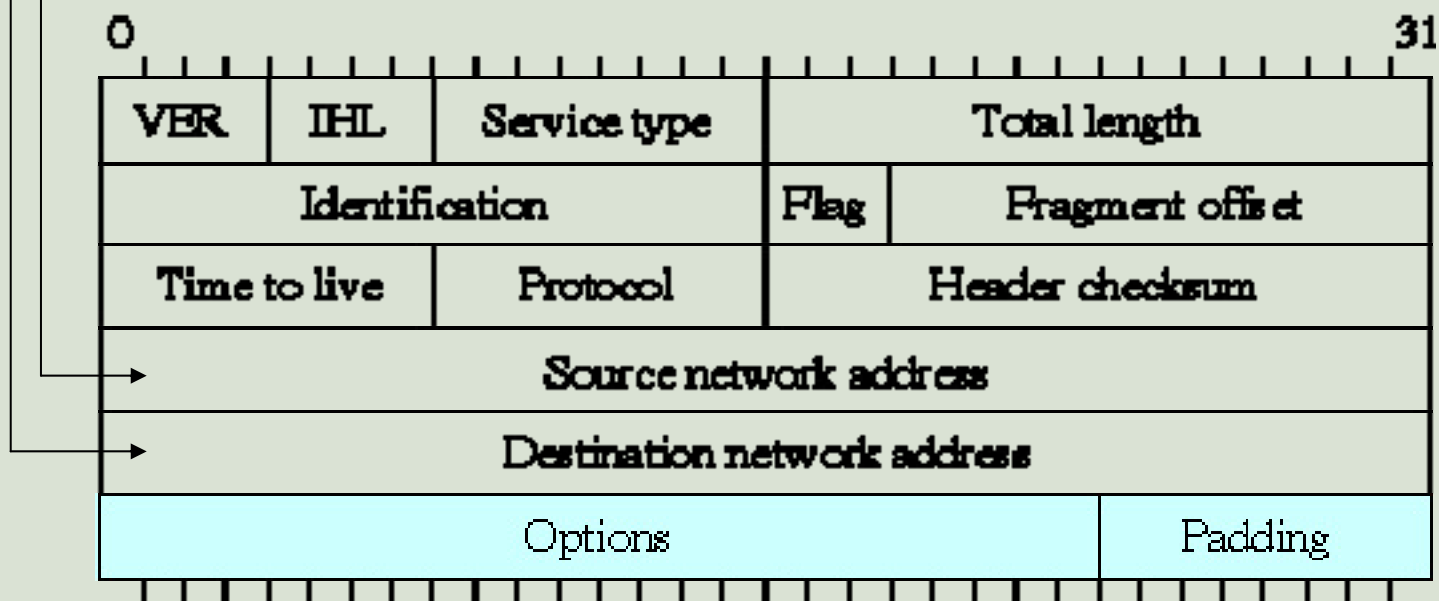 0 31
VER IHL Service type Total length
Identification Flag Fragment offset
Time to live Protocol Header checksum
Source network address
Destination network address
Options Padding